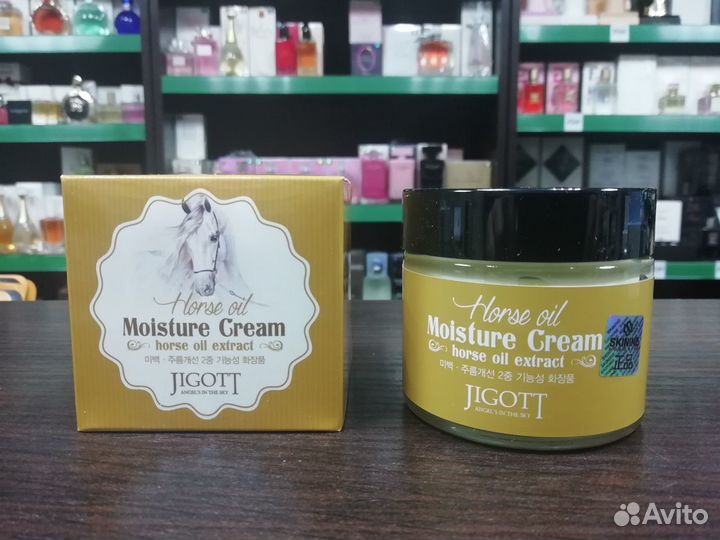 Horse oil
Moisture Cream
horse oil extract
미백 · 주름개선 2중 기능성 화장품
JIGOTT
ANGEL'S IN THE SKY
Horse oil
Moisture Cream
horse oil extract
미백 · 주름개선 2중 기능성 화장품
JIGOTT
ANGEL'S IN THE SKY
正品
Avito